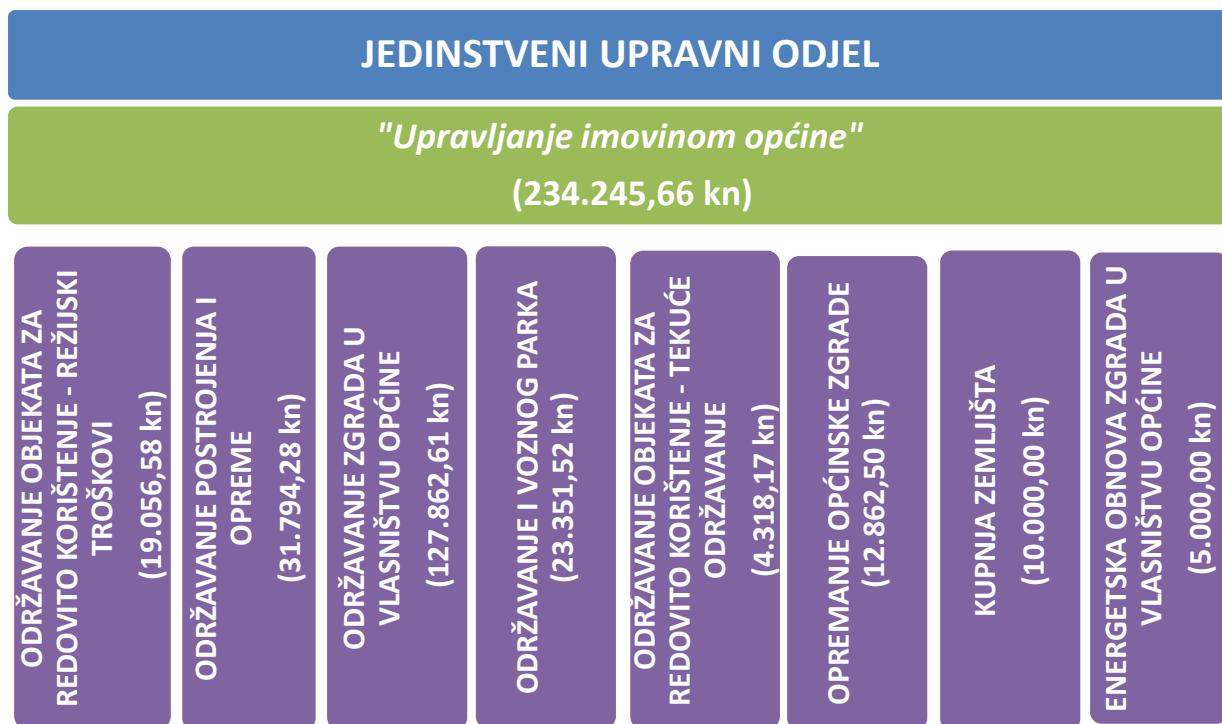 JEDINSTVENI UPRAVNI ODJEL
"Upravljanje imovinom općine"
(234.245,66 kn)
ODRŽAVANJE OBJEKATA ZA
REDOVITO KORIŠTENJE - REŽIJSKI
TROŠKOVI
(19.056,58 kn)
ODRŽAVANJE POSTROJENJA I
OPREME
(31.794,28 kn)
ODRŽAVANJE ZGRADA U
VLASNIŠTVU OPĆINE
(127.862,61 kn)
ODRŽAVANJE I VOZNOG PARKA
(23.351,52 kn)
ODRŽAVANJE OBJEKATA ZA
REDOVITO KORIŠTENJE - TEKUĆE
ODRŽAVANJE
(4.318,17 kn)
OPREMANJE OPĆINSKE ZGRADE
(12.862,50 kn)
KUPNJA ZEMLJIŠTA
(10.000,00 kn)
ENERGETSKA OBNOVA ZGRADA U
VLASNIŠTVU OPĆINE
(5.000,00 kn)